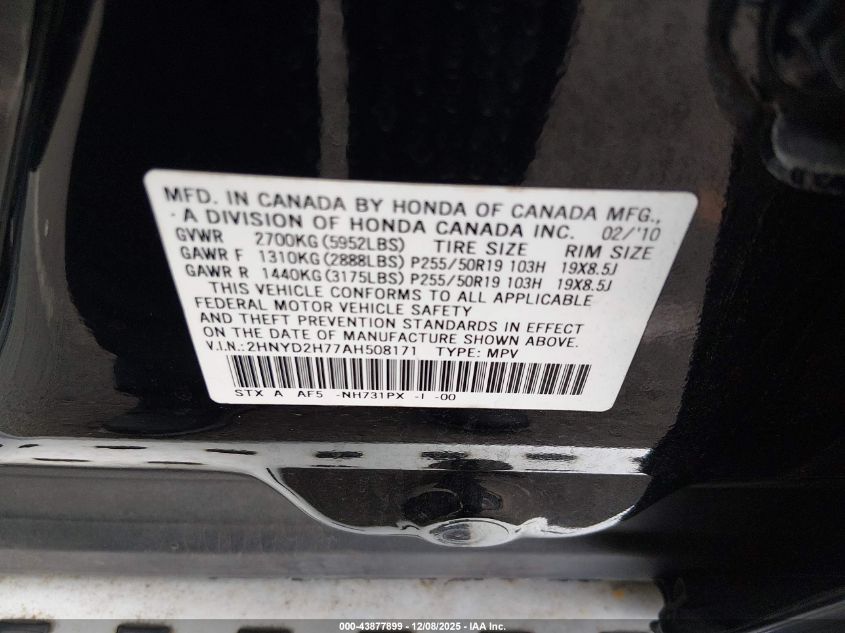 MFD. IN CANADA BY HONDA OF CANADA MFG.,
A DIVISION OF HONDA CANADA INC. 02/'10
GVWR 2700KG (5952LBS) TIRE SIZE RIM SIZE
GAWR F 1310KG (2888LBS) P255/50R19 103H 19X8.5J
GAWR R 1440KG (3175LBS) P255/50R19 103H 19X8.5J
THIS VEHICLE CONFORMS TO ALL APPLICABLE
FEDERAL MOTOR VEHICLE SAFETY
AND THEFT PREVENTION STANDARDS IN EFFECT
ON THE DATE OF MANUFACTURE SHOWN ABOVE.
V.I.N.: 2HNYD2H77AH508171 TYPE: MPV
STX A AF5 -NH731PX -I -00
000-43877899 - 12/08/2025 - IAA Inc.